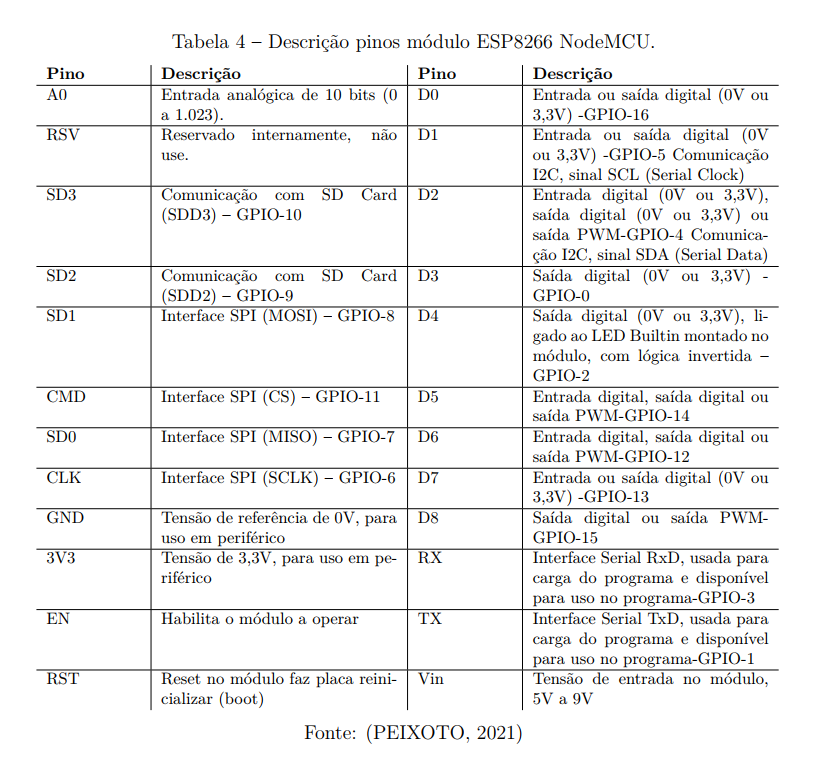 Tabela 4 – Descrição pinos módulo ESP8266 NodeMCU.
Pino Descrição Pino Descrição
A0 Entrada analógica de 10 bits (0 D0 Entrada ou saída digital (0V ou
a 1.023). 3,3V) -GPIO-16
RSV Reservado internamente, não D1 Entrada ou saída digital (0V
use. ou 3,3V) -GPIO-5 Comunicação
I2C, sinal SCL (Serial Clock)
SD3 Comunicação com SD Card D2 Entrada digital (0V ou 3,3V),
(SDD3) – GPIO-10 saída digital (0V ou 3,3V) ou
saída PWM-GPIO-4 Comunica-
ção I2C, sinal SDA (Serial Data)
SD2 Comunicação com SD Card D3 Saída digital (0V ou 3,3V) -
(SDD2) – GPIO-9 GPIO-0
SD1 Interface SPI (MOSI) – GPIO-8 D4 Saída digital (0V ou 3,3V), li-
gado ao LED Builtin montado no
módulo, com lógica invertida –
GPIO-2
CMD Interface SPI (CS) – GPIO-11 D5 Entrada digital, saída digital ou
saída PWM-GPIO-14
SD0 Interface SPI (MISO) – GPIO-7 D6 Entrada digital, saída digital ou
saída PWM-GPIO-12
CLK Interface SPI (SCLK) – GPIO-6 D7 Entrada ou saída digital (0V ou
3,3V) -GPIO-13
GND Tensão de referência de 0V, para D8 Saída digital ou saída PWM-
uso em periférico GPIO-15
3V3 Tensão de 3,3V, para uso em pe- RX Interface Serial RxD, usada para
riférico carga do programa e disponível
para uso no programa-GPIO-3
EN Habilita o módulo a operar TX Interface Serial TxD, usada para
carga do programa e disponível
para uso no programa-GPIO-1
RST Reset no módulo faz placa reini- Vin Tensão de entrada no módulo,
cializar (boot) 5V a 9V
Fonte: (PEIXOTO, 2021)